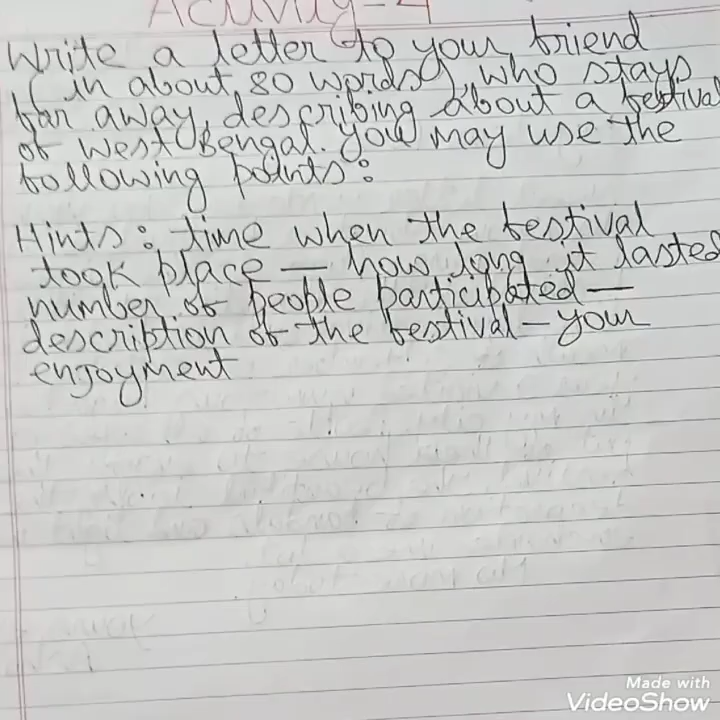 Activity-4
Write a letter to your friend
in about 80 words, who stays
far away, describing about a festival
of West Bengal. You may use the
following points:
Hints: time when the festival
took place — how long it lasted
number of people participated —
description of the festival - your
enjoyment
Made with
VideoShow